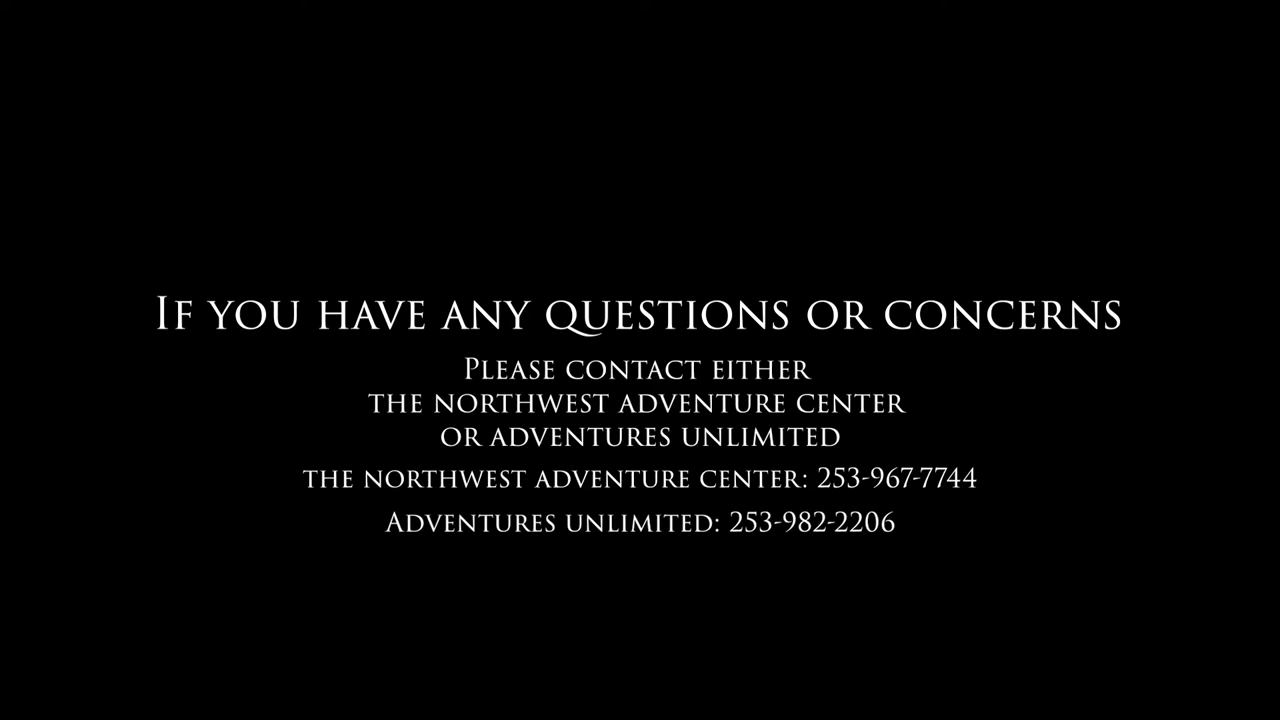 If you have any questions or concerns
Please contact either
the northwest adventure center
or adventures unlimited
the northwest adventure center: 253-967-7744
Adventures unlimited: 253-982-2206